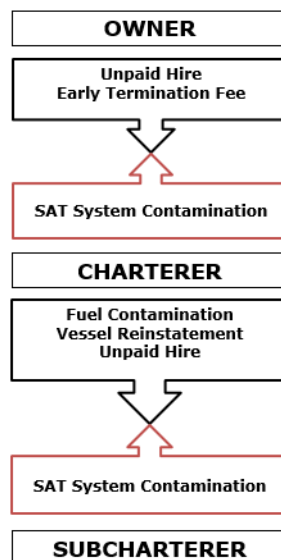 OWNER
Unpaid Hire
Early Termination Fee
SAT System Contamination
CHARTERER
Fuel Contamination
Vessel Reinstatement
Unpaid Hire
SAT System Contamination
SUBCHARTERER